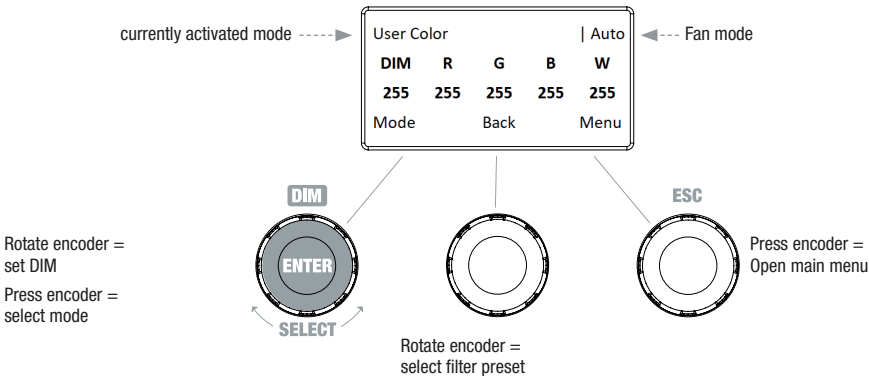 currently activated mode
User Color | Auto
Fan mode
DIM R G B W
255 255 255 255 255
Mode Back Menu
DIM
ESC
ENTER
SELECT
Rotate encoder =
set DIM
Press encoder =
select mode
Rotate encoder =
select filter preset
Press encoder =
Open main menu